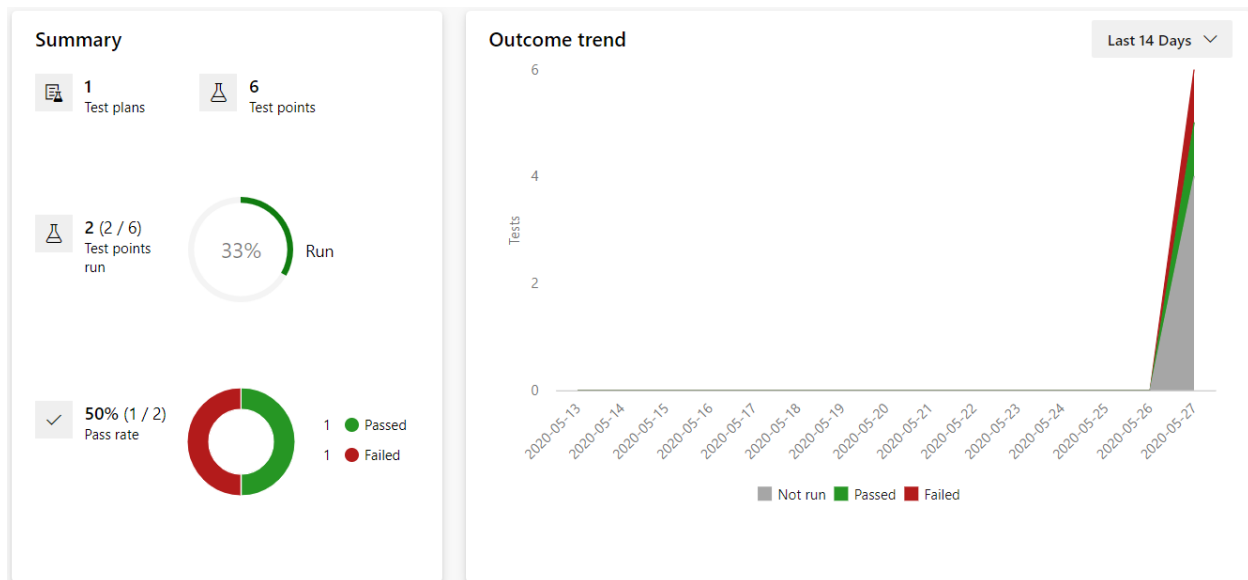 Summary
1
Test plans
6
Test points
2 (2 / 6)
Test points
run
33%
Run
50% (1 / 2)
Pass rate
1 Passed
1 Failed
Outcome trend
Last 14 Days
6
4
2
0
Tests
2020-05-13
2020-05-14
2020-05-15
2020-05-16
2020-05-17
2020-05-18
2020-05-19
2020-05-20
2020-05-21
2020-05-22
2020-05-23
2020-05-24
2020-05-25
2020-05-26
2020-05-27
Not run Passed Failed